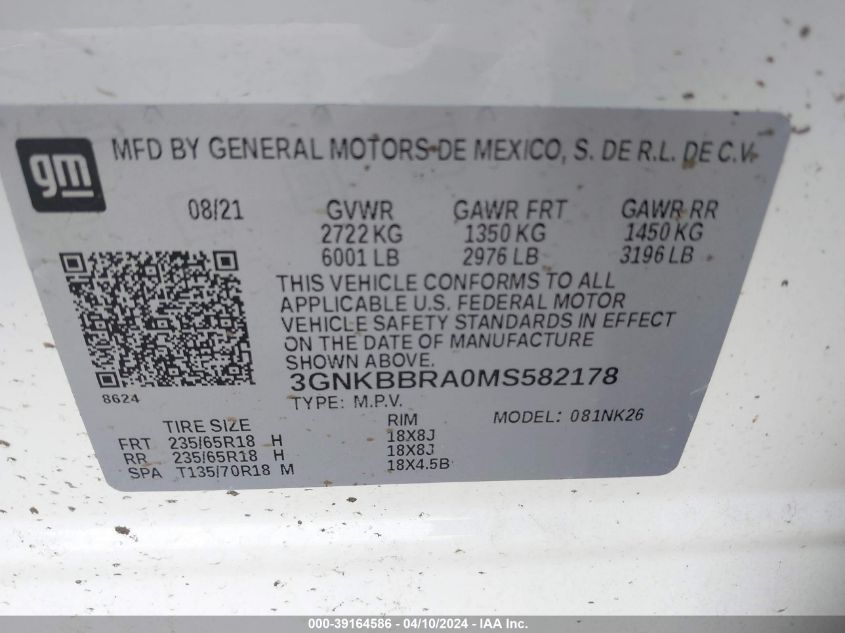 gm
MFD BY GENERAL MOTORS DE MEXICO, S. DE R.L. DE C.V.
08/21 GVWR GAWR FRT GAWR RR
2722 KG 1350 KG 1450 KG
6001 LB 2976 LB 3196 LB
THIS VEHICLE CONFORMS TO ALL
APPLICABLE U.S. FEDERAL MOTOR
VEHICLE SAFETY STANDARDS IN EFFECT
ON THE DATE OF MANUFACTURE
SHOWN ABOVE.
3GNKBBRA0MS582178
8624
TYPE: M.P.V.
TIRE SIZE RIM MODEL: 081NK26
FRT 235/65R18 H 18X8J
RR 235/65R18 H 18X8J
SPA T135/70R18 M 18X4.5B
000-39164586 - 04/10/2024 - IAA Inc.